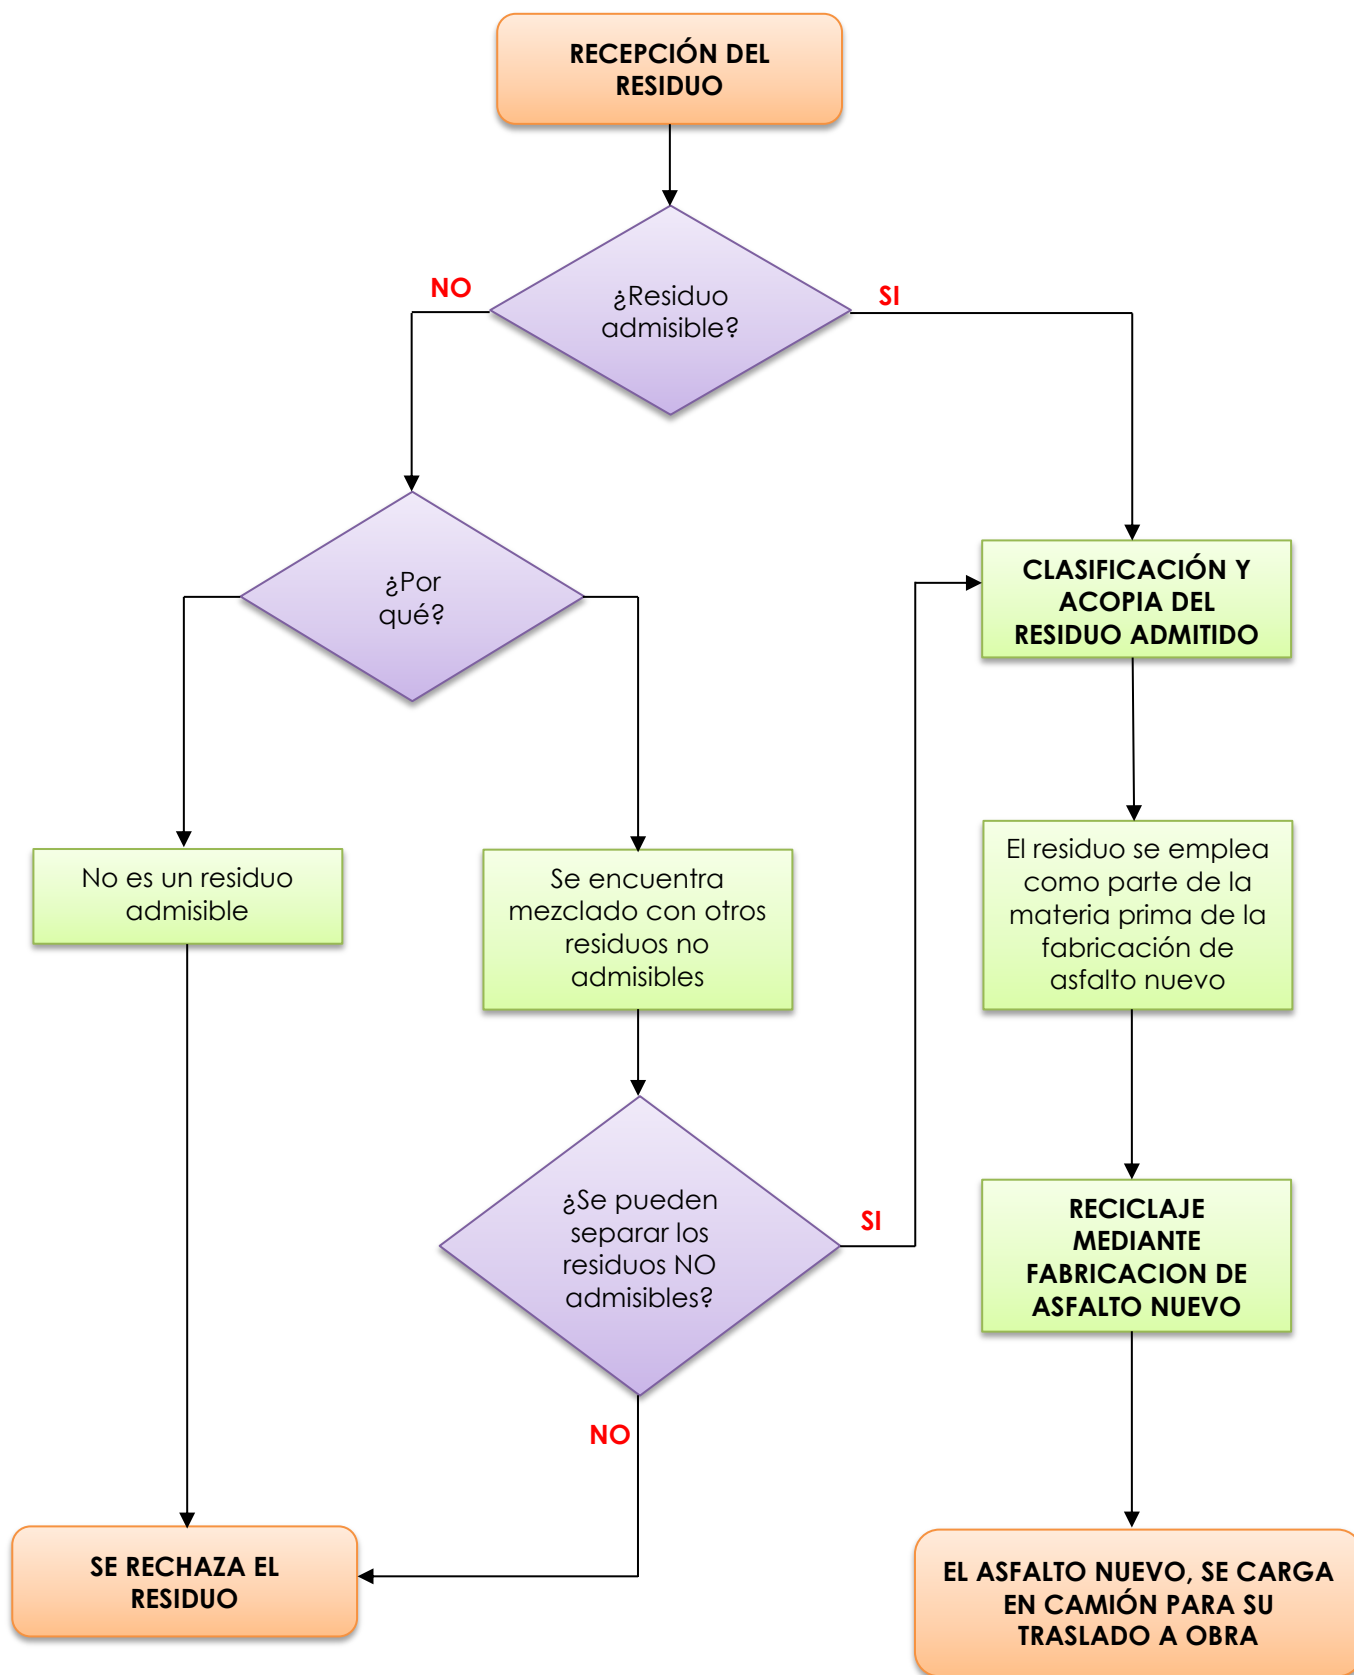 RECEPCIÓN DEL
RESIDUO
NO
¿Residuo
admisible?
SI
¿Por
qué?
CLASIFICACIÓN Y
ACOPIA DEL
RESIDUO ADMITIDO
No es un residuo
admisible
Se encuentra
mezclado con otros
residuos no
admisibles
El residuo se emplea
como parte de la
materia prima de la
fabricación de
asfalto nuevo
¿Se pueden
separar los
residuos NO
admisibles?
SI
RECICLAJE
MEDIANTE
FABRICACION DE
ASFALTO NUEVO
NO
SE RECHAZA EL
RESIDUO
EL ASFALTO NUEVO, SE CARGA
EN CAMIÓN PARA SU
TRASLADO A OBRA